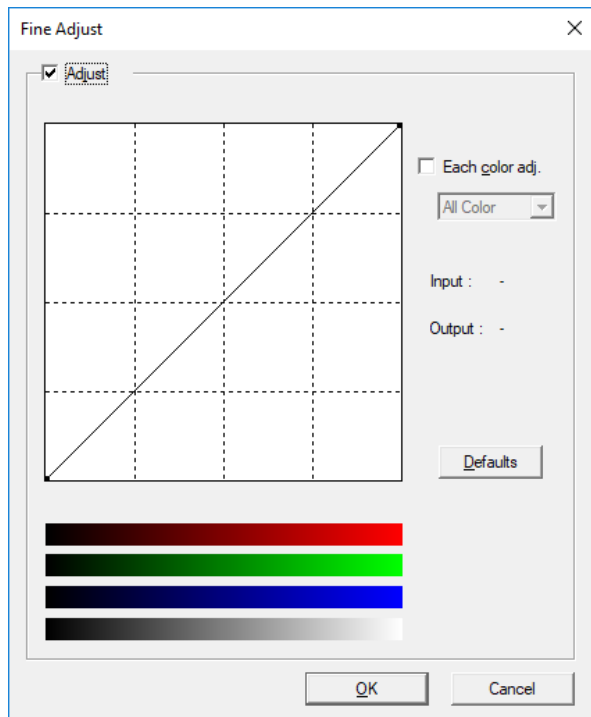 Fine Adjust
Adjust
Each color adj.
All Color
Input : -
Output : -
Defaults
OK
Cancel